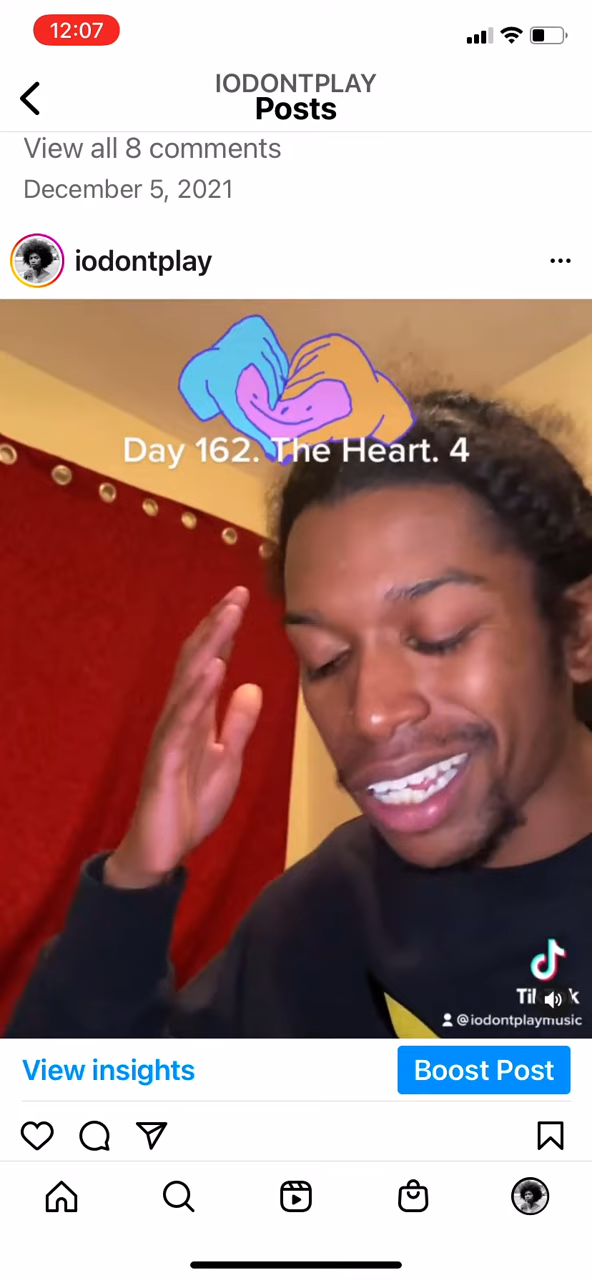 12:07
IODONTPLAY
Posts
View all 8 comments
December 5, 2021
iodontplay
Day 162. The Heart. 4
@iodontplaymusic
View insights
Boost Post